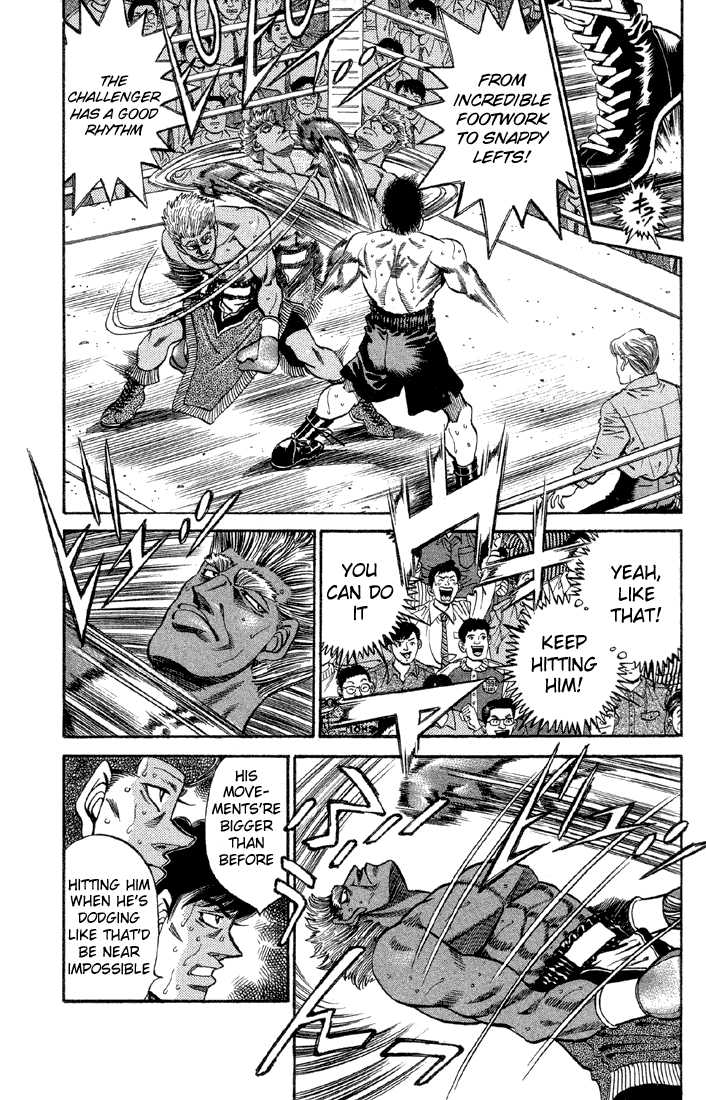 FROM
INCREDIBLE
FOOTWORK
TO SNAPPY
LEFTS!
THE
CHALLENGER
HAS A GOOD
RHYTHM
YEAH,
LIKE
THAT!
KEEP
HITTING
HIM!
YOU
CAN DO
IT
HIS
MOVE-
MENTS'RE
BIGGER
THAN
BEFORE
HITTING HIM
WHEN HE'S
DODGING
LIKE THAT'D
BE NEAR
IMPOSSIBLE